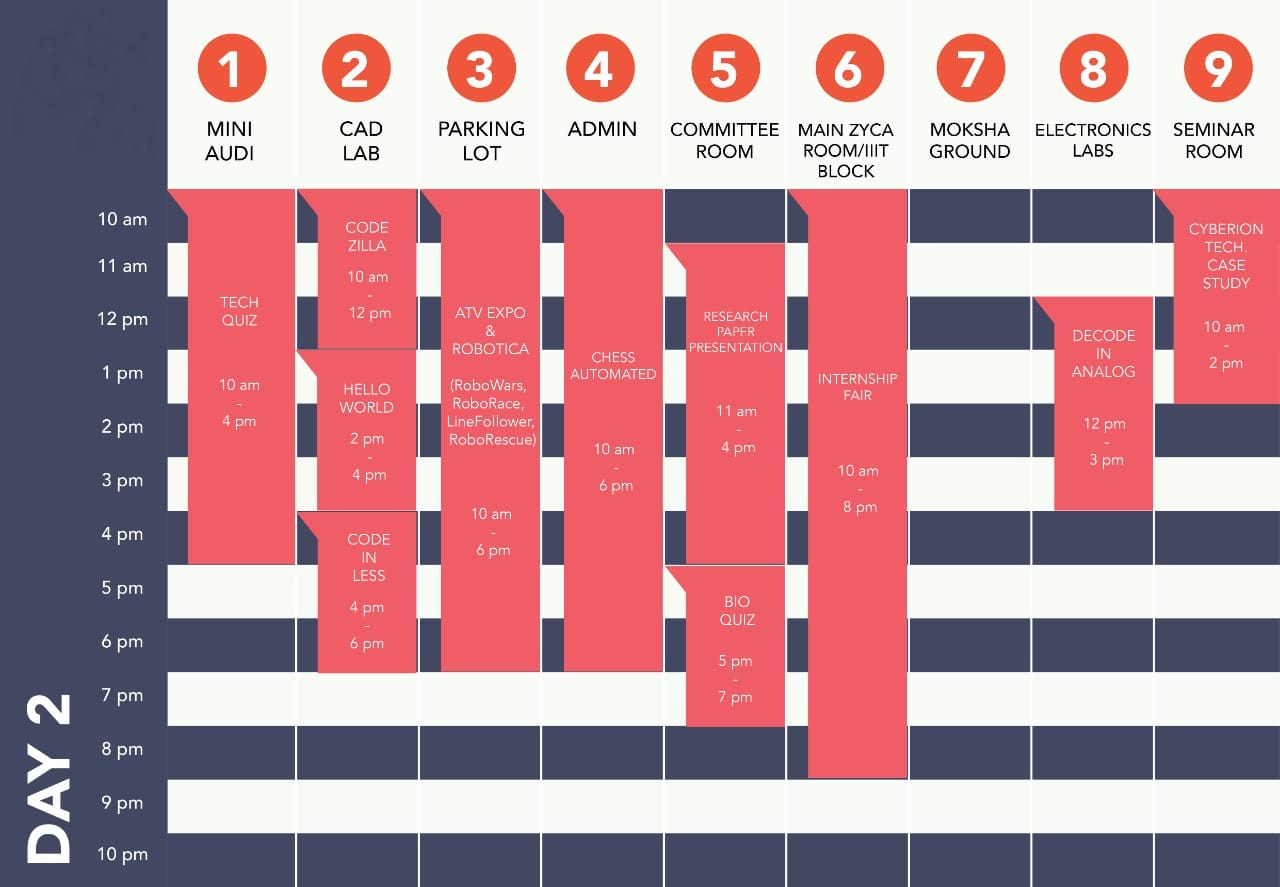 1
MINI
AUDI
2
CAD
LAB
3
PARKING
LOT
4
ADMIN
5
COMMITTEE
ROOM
6
MAIN ZYCA
ROOM/IIIT
BLOCK
7
MOKSHA
GROUND
8
ELECTRONICS
LABS
9
SEMINAR
ROOM
DAY 2
10 am
11 am
12 pm
1 pm
2 pm
3 pm
4 pm
5 pm
6 pm
7 pm
8 pm
9 pm
10 pm
TECH
QUIZ
10 am
-
4 pm
CODE
ZILLA
10 am
-
12 pm
HELLO
WORLD
2 pm
-
4 pm
CODE
IN
LESS
4 pm
-
6 pm
ATV EXPO
&
ROBOTICA
(RoboWars,
RoboRace,
LineFollower,
RoboRescue)
10 am
-
6 pm
CHESS
AUTOMATED
10 am
-
6 pm
RESEARCH
PAPER
PRESENTATION
11 am
-
4 pm
BIO
QUIZ
5 pm
-
7 pm
INTERNSHIP
FAIR
10 am
-
8 pm
DECODE
IN
ANALOG
12 pm
-
3 pm
CYBERION
TECH.
CASE
STUDY
10 am
-
2 pm